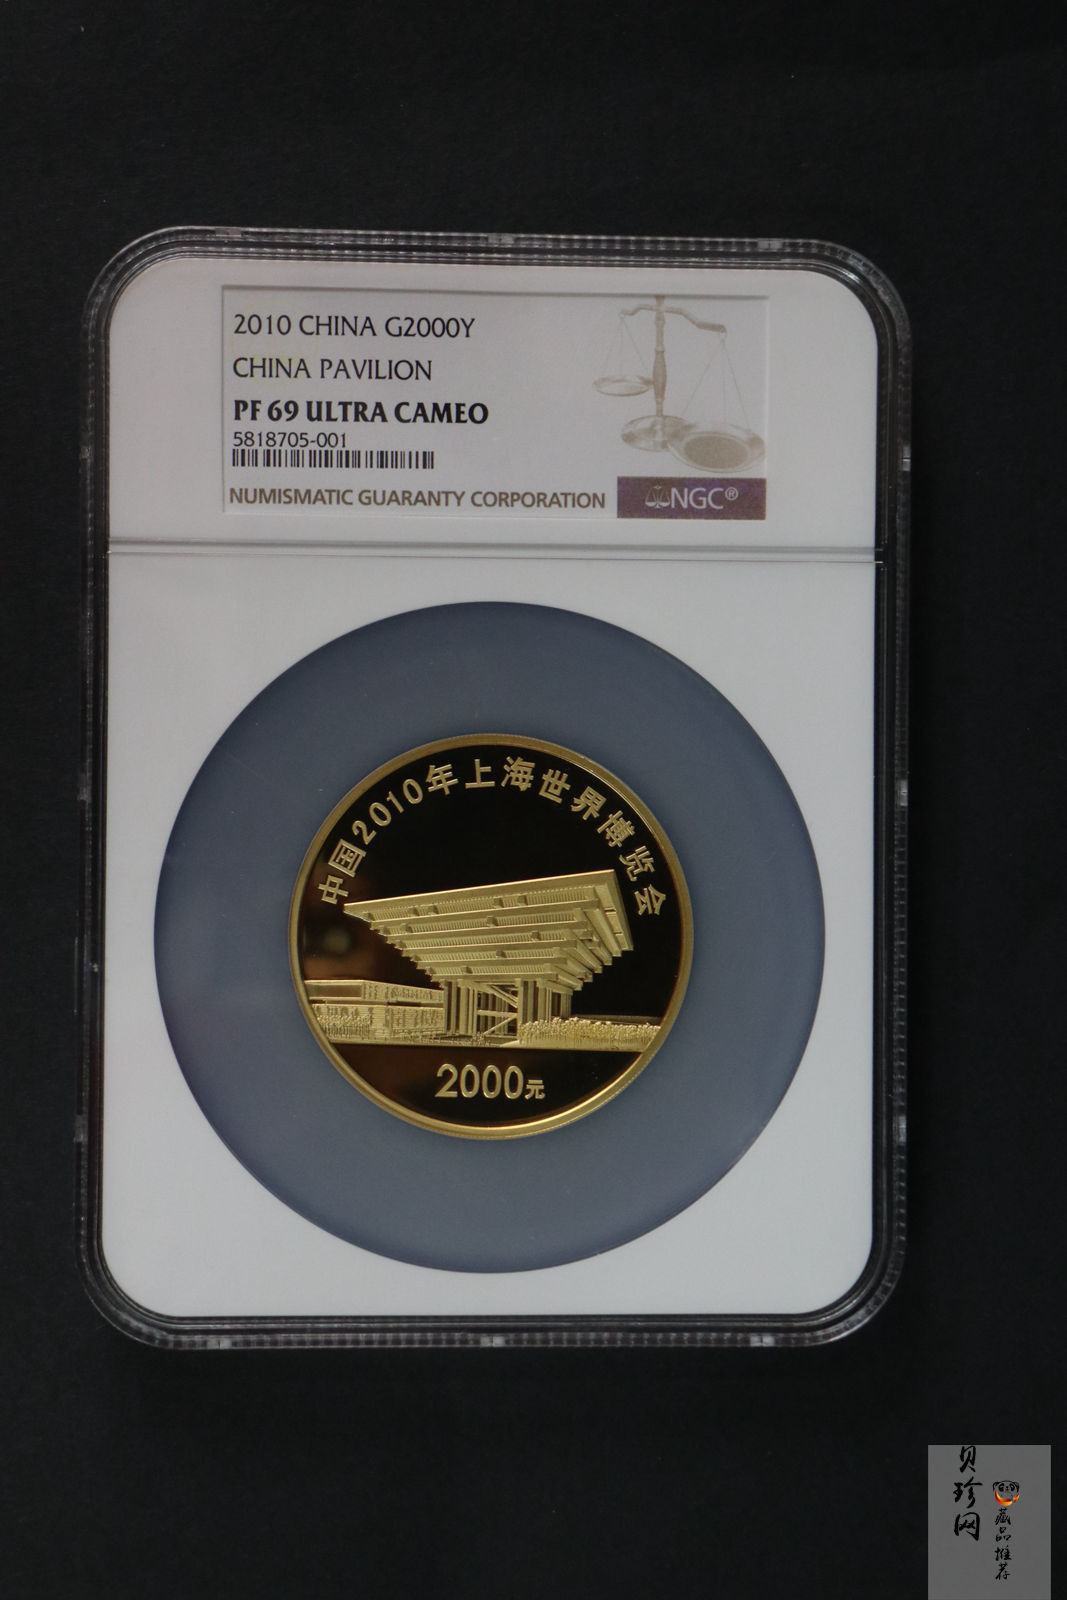 2010 CHINA G2000Y
CHINA PAVILION
PF 69 ULTRA CAMEO
5818705-001
NUMISMATIC GUARANTY CORPORATION
NGC®
中国2010年上海世界博览会
2000元
贝珍网
藏品推荐